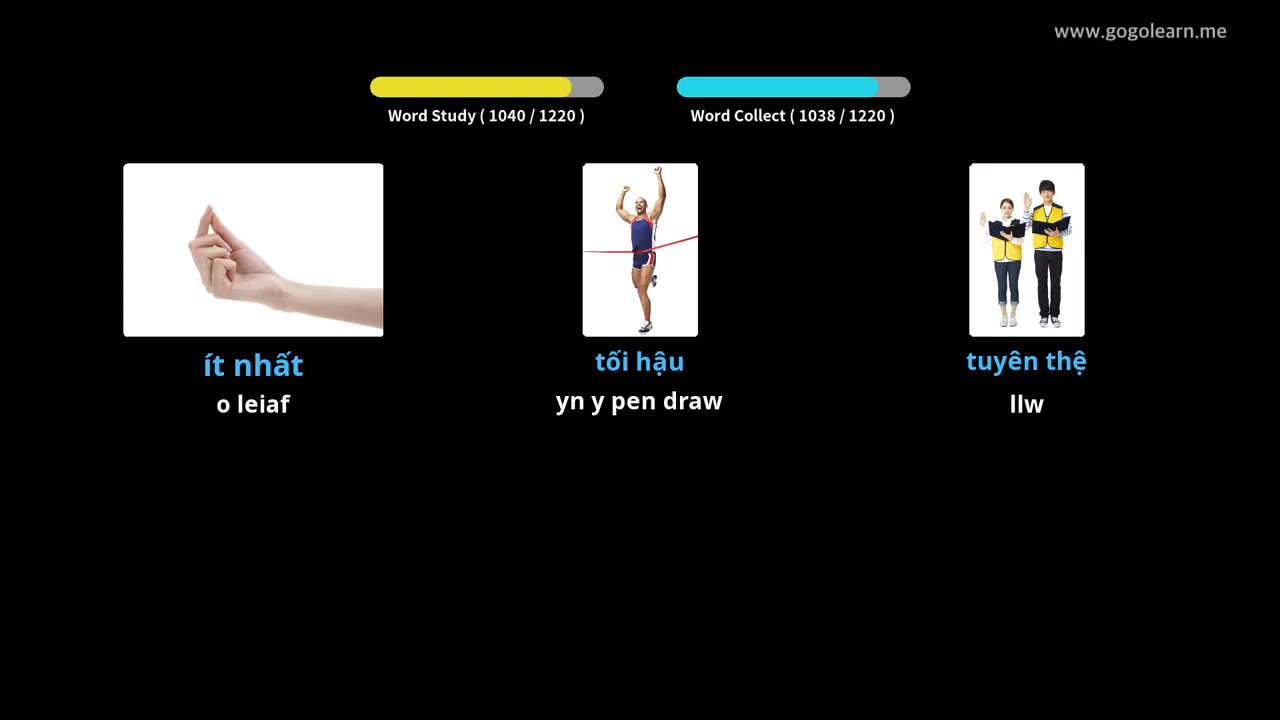 www.gogolearn.me
Word Study ( 1040 / 1220 )
Word Collect ( 1038 / 1220 )
ít nhất
o leiaf
tối hậu
yn y pen draw
tuyên thệ
llw